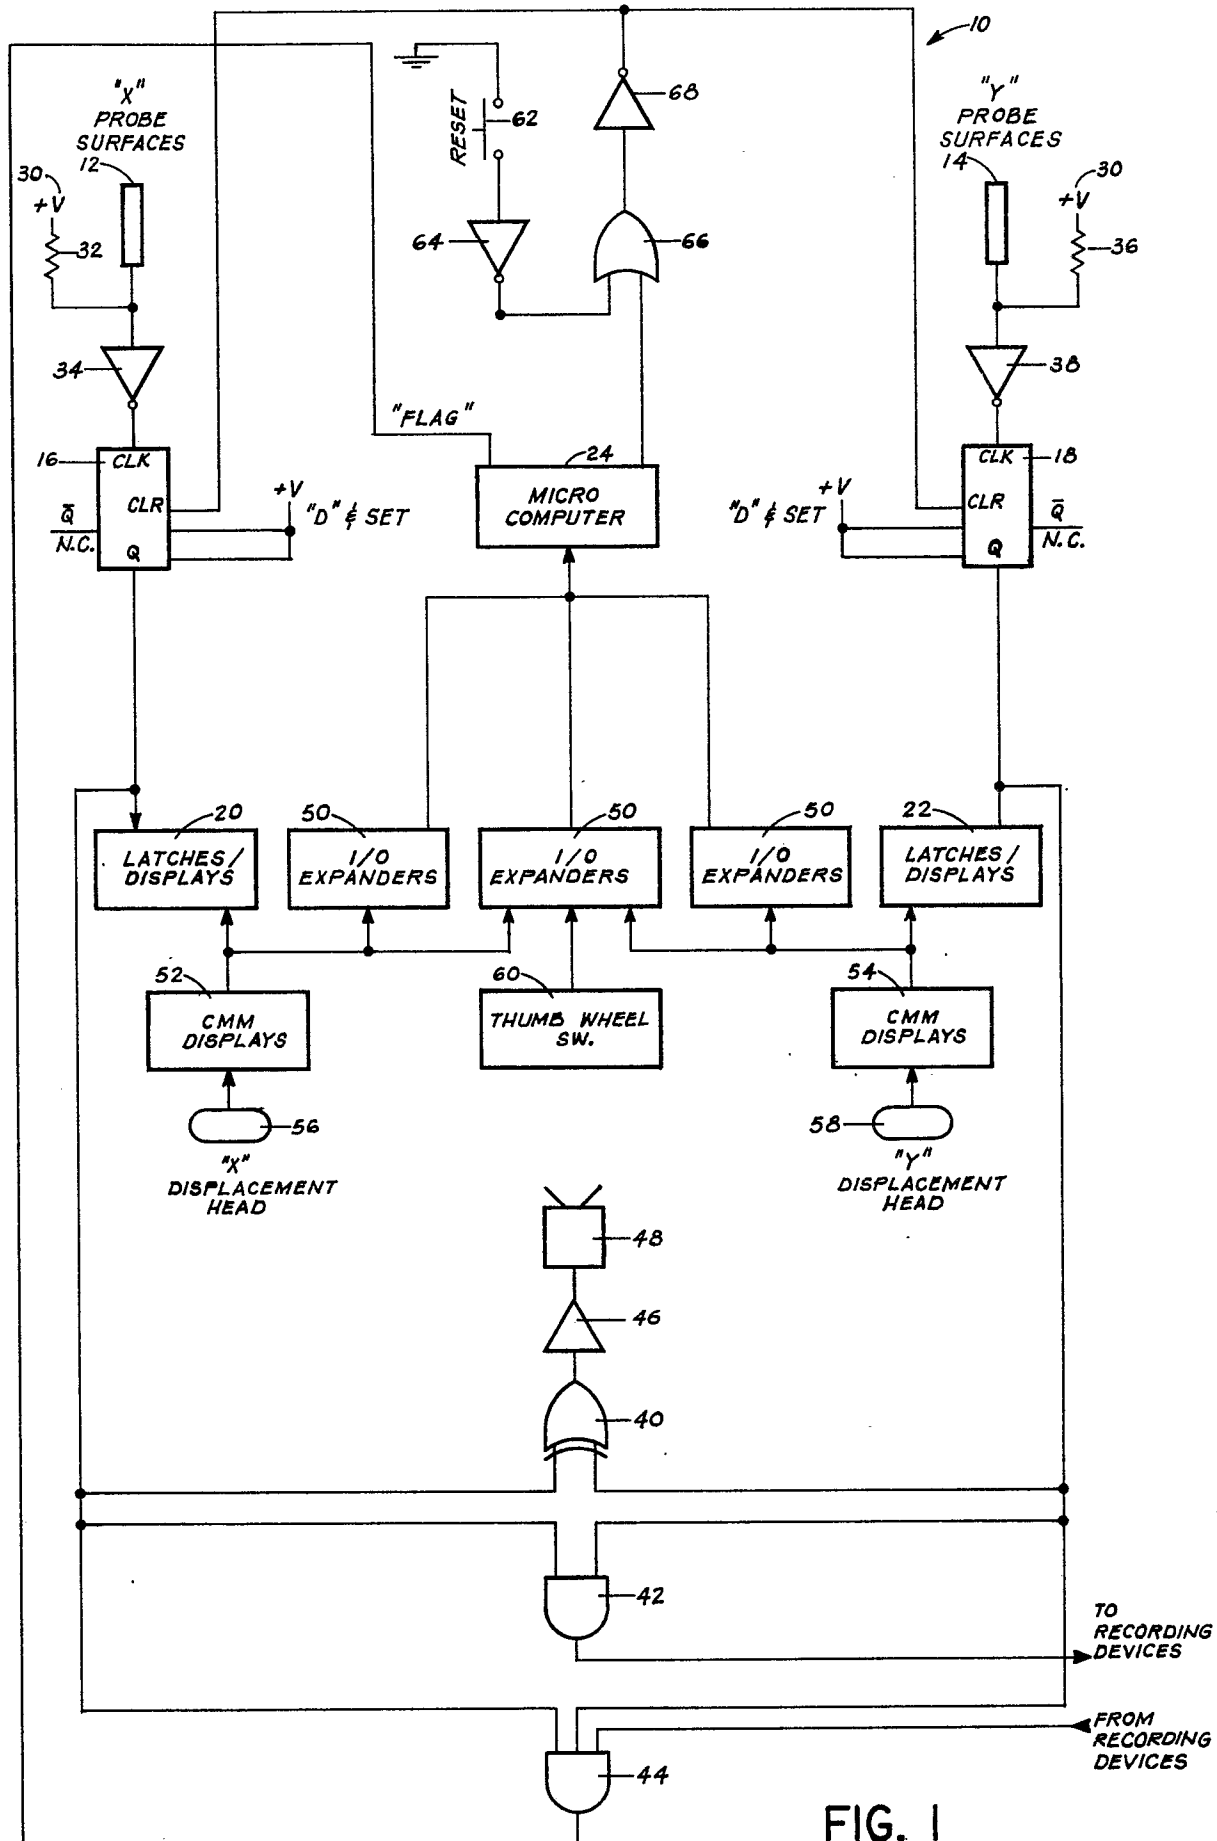 10
"X"
PROBE
SURFACES
12
30
+V
32
34
16
CLK
CLR
Q̅
N.C.
Q
+V
"D" & SET
RESET
62
64
68
66
"FLAG"
24
MICRO
COMPUTER
"Y"
PROBE
SURFACES
14
30
+V
36
38
CLK
18
CLR
Q̅
N.C.
Q
+V
"D" & SET
20
LATCHES/
DISPLAYS
50
I/O
EXPANDERS
50
I/O
EXPANDERS
50
I/O
EXPANDERS
22
LATCHES/
DISPLAYS
52
CMM
DISPLAYS
60
THUMB WHEEL
SW.
54
CMM
DISPLAYS
56
"X"
DISPLACEMENT
HEAD
58
"Y"
DISPLACEMENT
HEAD
48
46
40
42
TO
RECORDING
DEVICES
FROM
RECORDING
DEVICES
44
FIG. 1